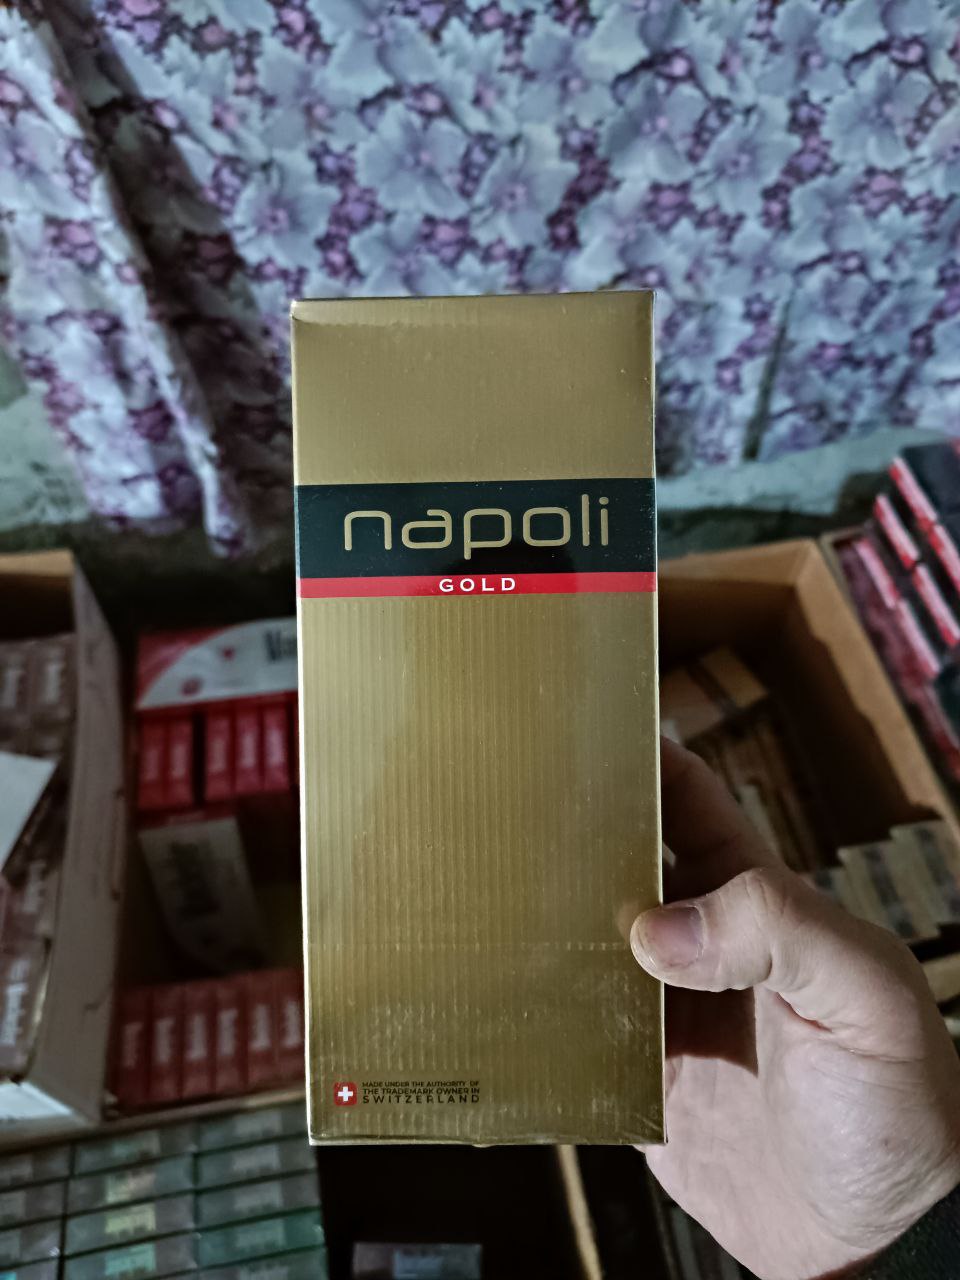 napoli
GOLD
MADE UNDER THE AUTHORITY OF
THE TRADEMARK OWNER IN
SWITZERLAND